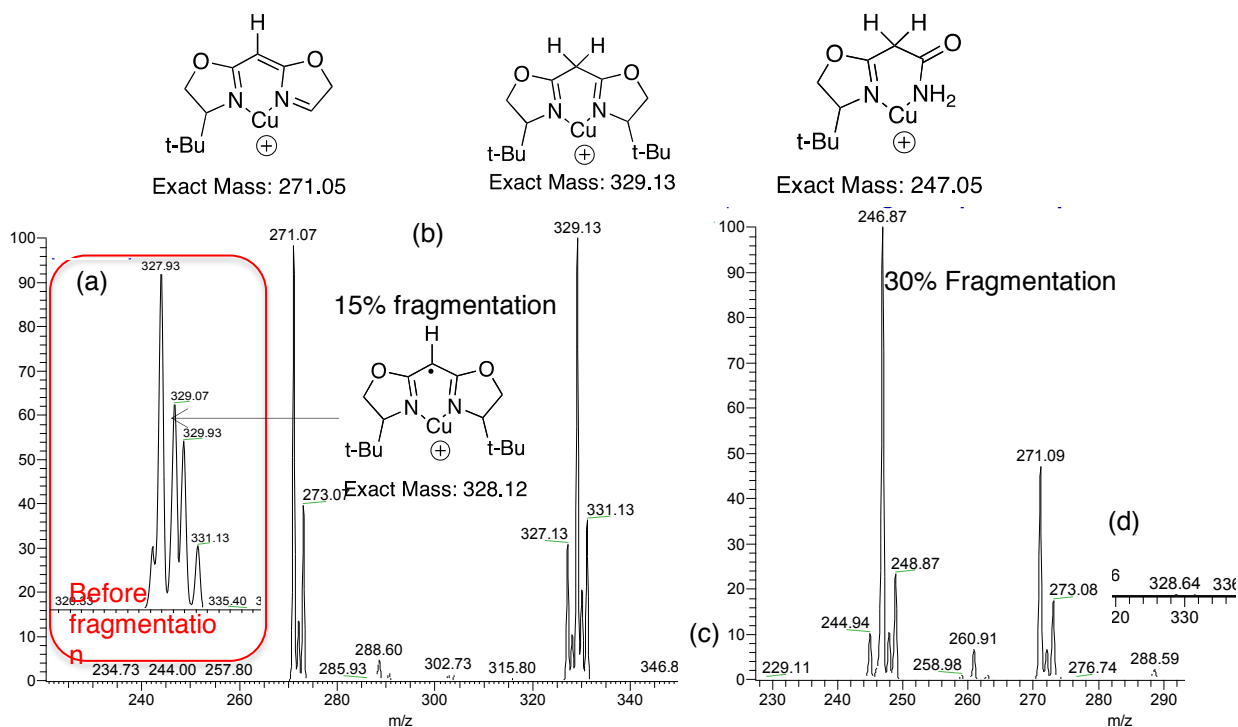 H
O
O
N
N
Cu
t-Bu
+
Exact Mass: 271.05
H H
O
O
N
N
Cu
t-Bu
t-Bu
+
Exact Mass: 329.13
H H
O
O
N
NH2
Cu
t-Bu
+
Exact Mass: 247.05
(a)
327.93
329.07
329.93
331.13
326.33
335.40
Before
fragmentatio
n
(b)
271.07
329.13
15% fragmentation
H
O
O
N
N
Cu
t-Bu
t-Bu
+
Exact Mass: 328.12
273.07
327.13
331.13
288.60
234.73
244.00
257.80
285.93
302.73
315.80
346.8
100
90
80
70
60
50
40
30
20
10
0
240
260
280
300
320
340
m/z
(c)
246.87
30% Fragmentation
271.09
248.87
273.08
244.94
260.91
229.11
258.98
276.74
288.59
100
90
80
70
60
50
40
30
20
10
0
230
240
250
260
270
280
290
m/z
(d)
6
328.64
336
20
330